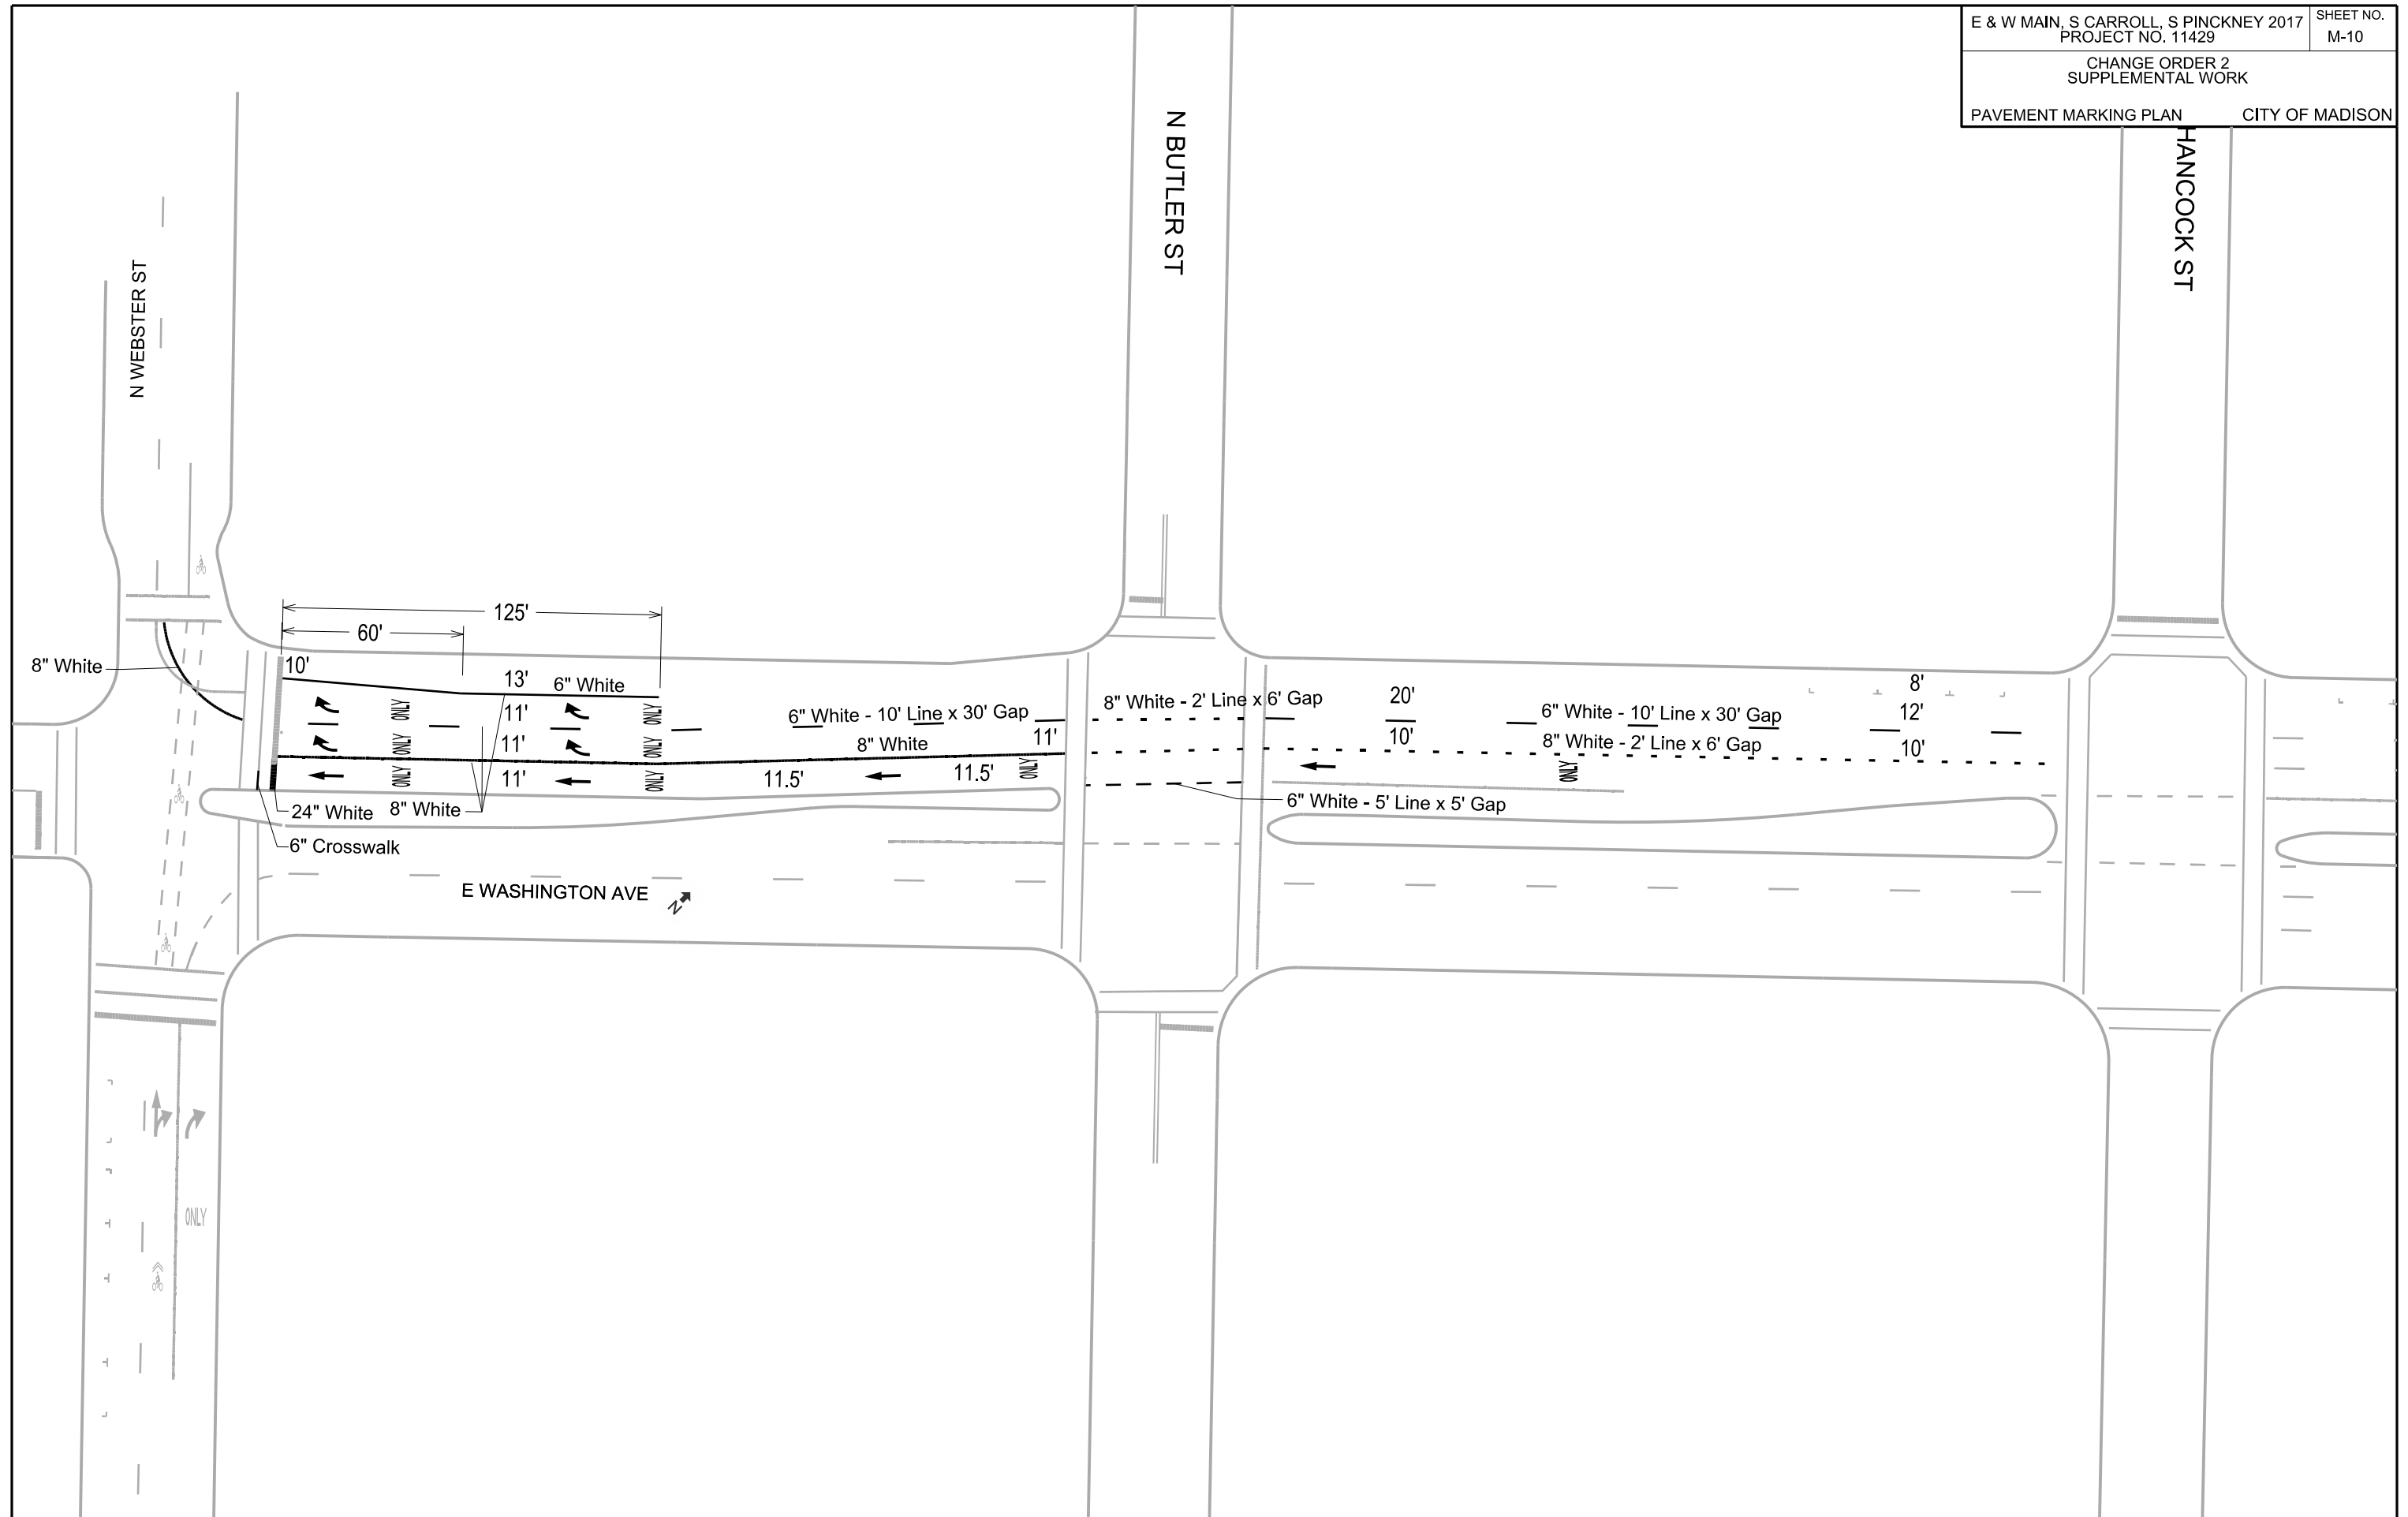 E & W MAIN, S CARROLL, S PINCKNEY 2017
PROJECT NO. 11429
SHEET NO.
M-10
CHANGE ORDER 2
SUPPLEMENTAL WORK
PAVEMENT MARKING PLAN
CITY OF MADISON
N WEBSTER ST
N BUTLER ST
HANCOCK ST
125'
60'
8" White
10'
13'
6" White
11'
ONLY
ONLY
6" White - 10' Line x 30' Gap
8" White - 2' Line x 6' Gap
20'
6" White - 10' Line x 30' Gap
8'
12'
11'
ONLY
ONLY
8" White
11'
10'
8" White - 2' Line x 6' Gap
10'
11'
ONLY
ONLY
11.5'
11.5'
ONLY
ONLY
24" White
8" White
6" White - 5' Line x 5' Gap
6" Crosswalk
E WASHINGTON AVE
N
ONLY